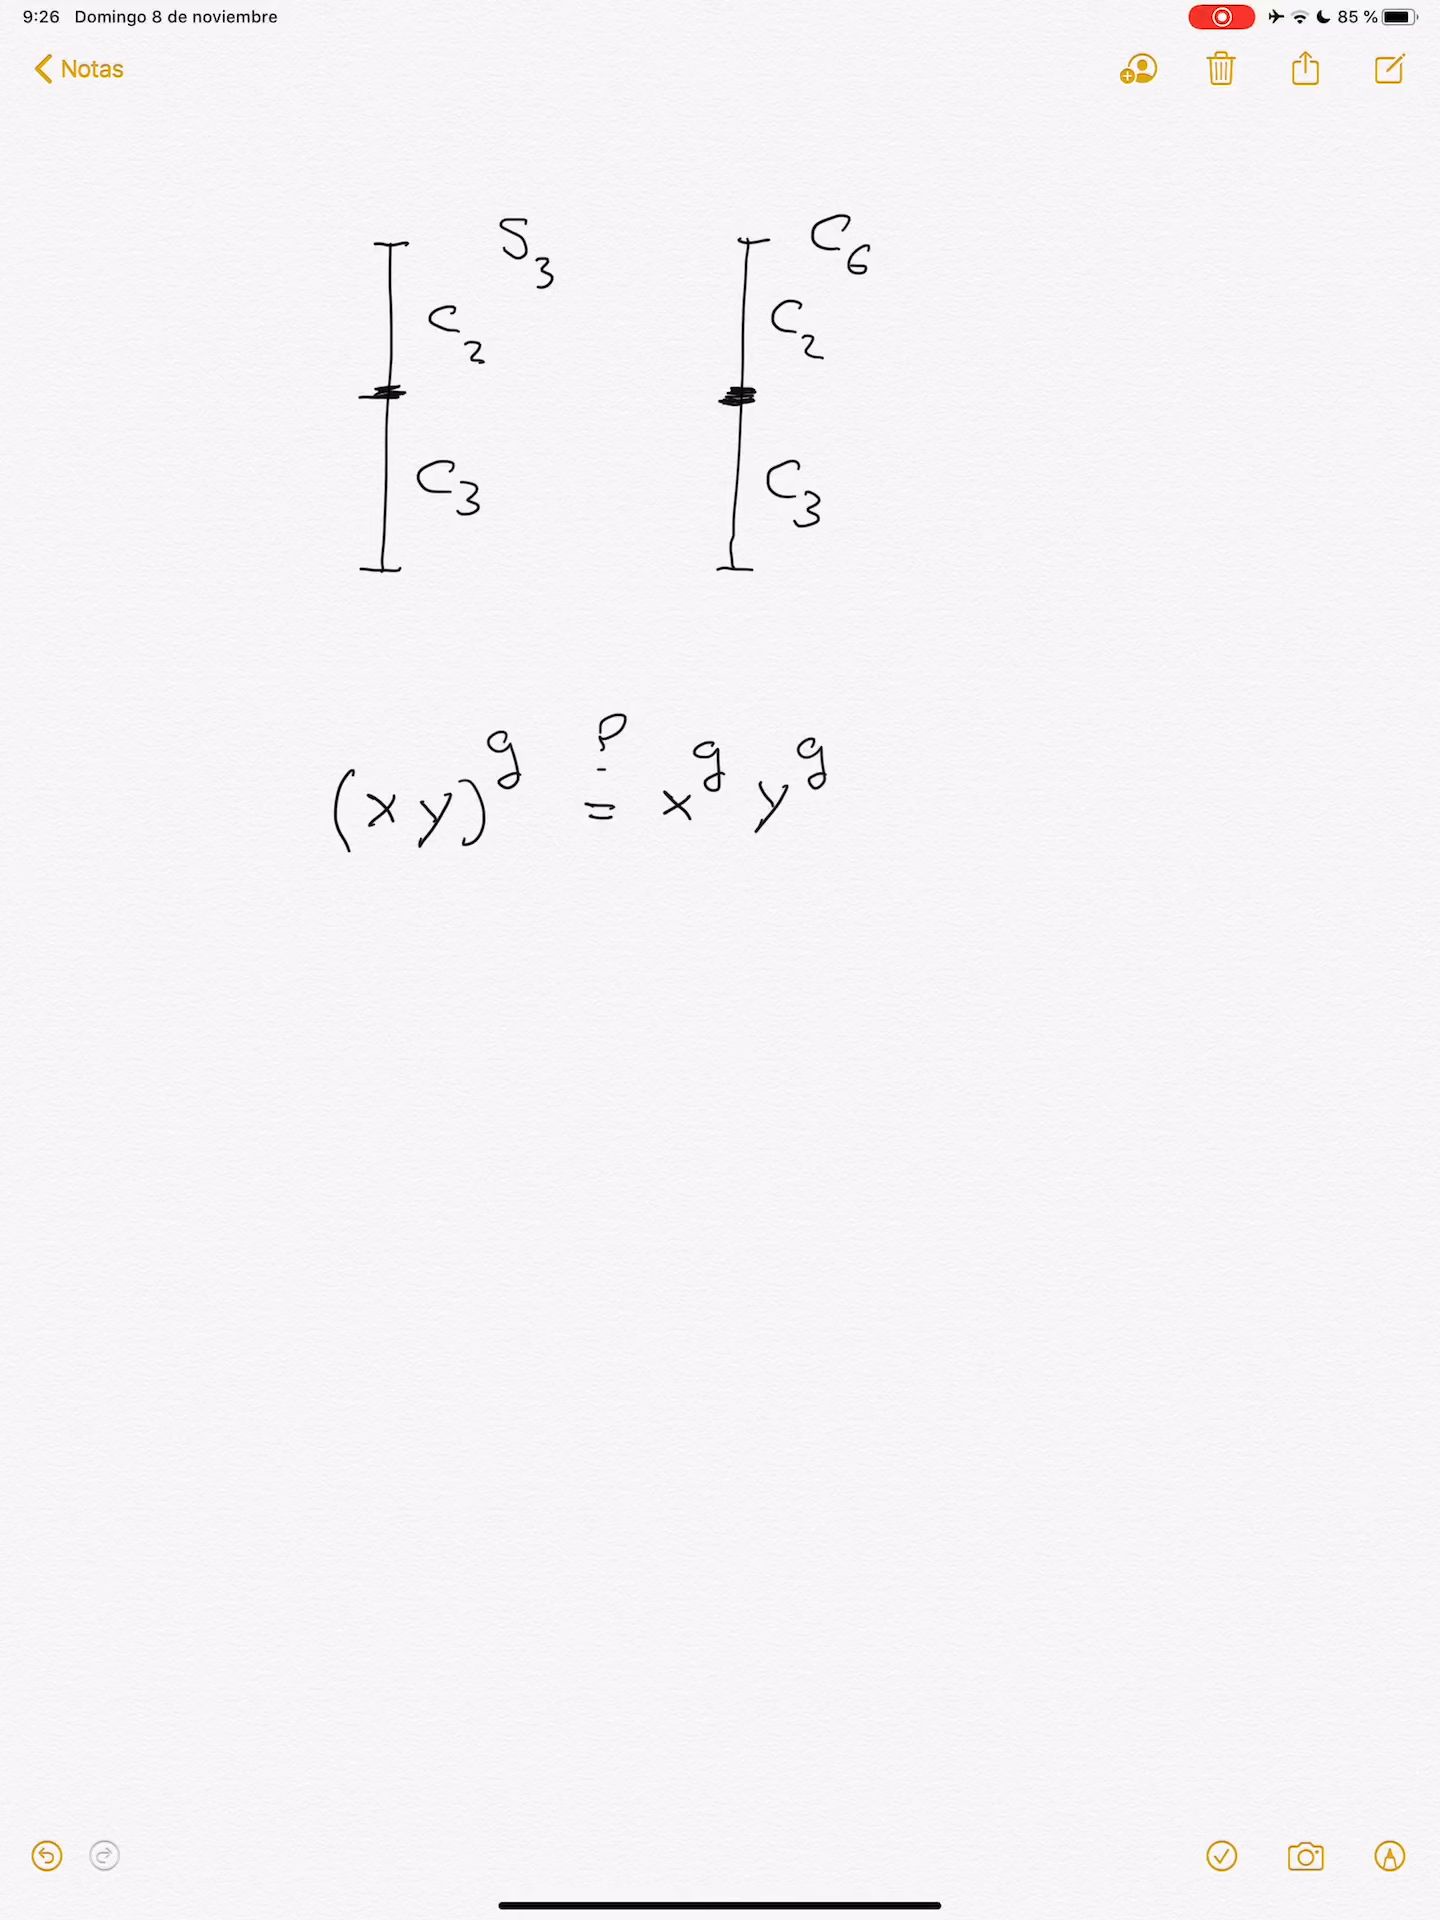 9:26 Domingo 8 de noviembre 85 %
Notas
S₃ C₆
C₂ C₂
C₃ C₃
(xy)^g ?= x^g y^g